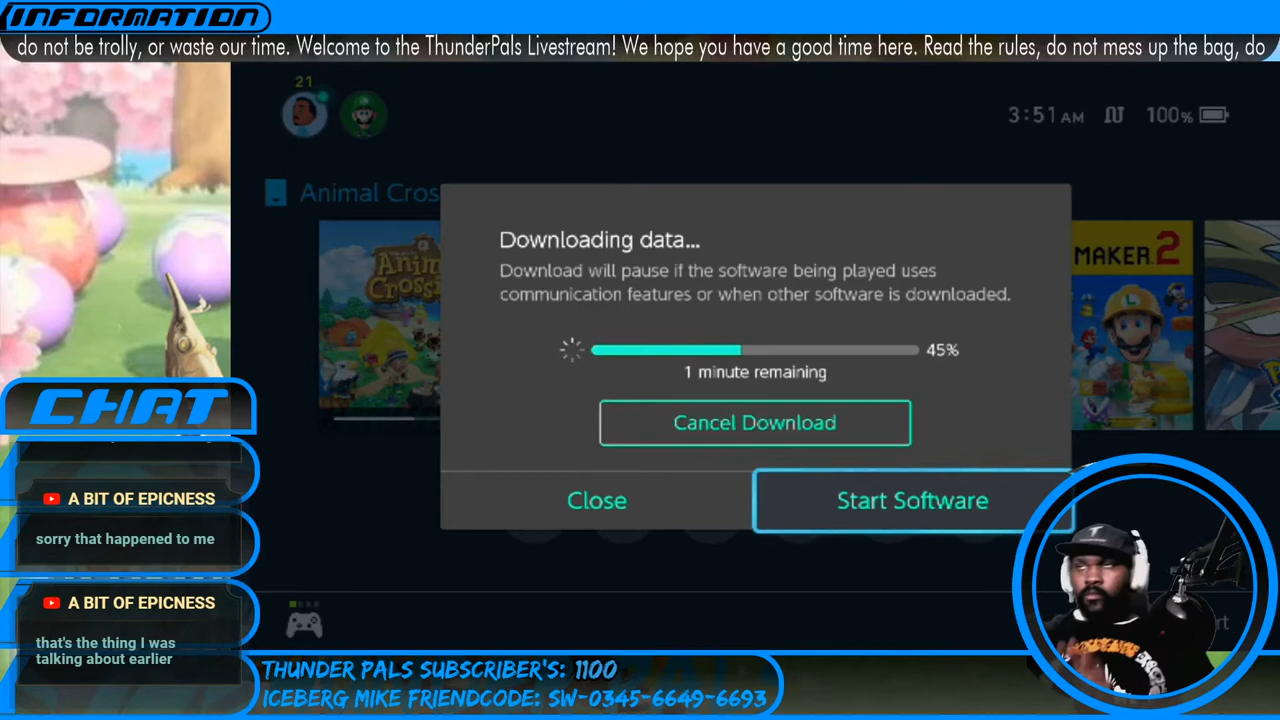 INFORMATION
do not be trolly, or waste our time. Welcome to the ThunderPals Livestream! We hope you have a good time here. Read the rules, do not mess up the bag, do
21
3:51 AM 100%
Animal Cros
Downloading data...
Download will pause if the software being played uses
communication features or when other software is downloaded.
45%
1 minute remaining
Cancel Download
Close
Start Software
MAKER 2
CHAT
A BIT OF EPICNESS
sorry that happened to me
A BIT OF EPICNESS
that's the thing I was
talking about earlier
THUNDER PALS SUBSCRIBER'S: 1100
ICEBERG MIKE FRIENDCODE: SW-0345-6649-6693